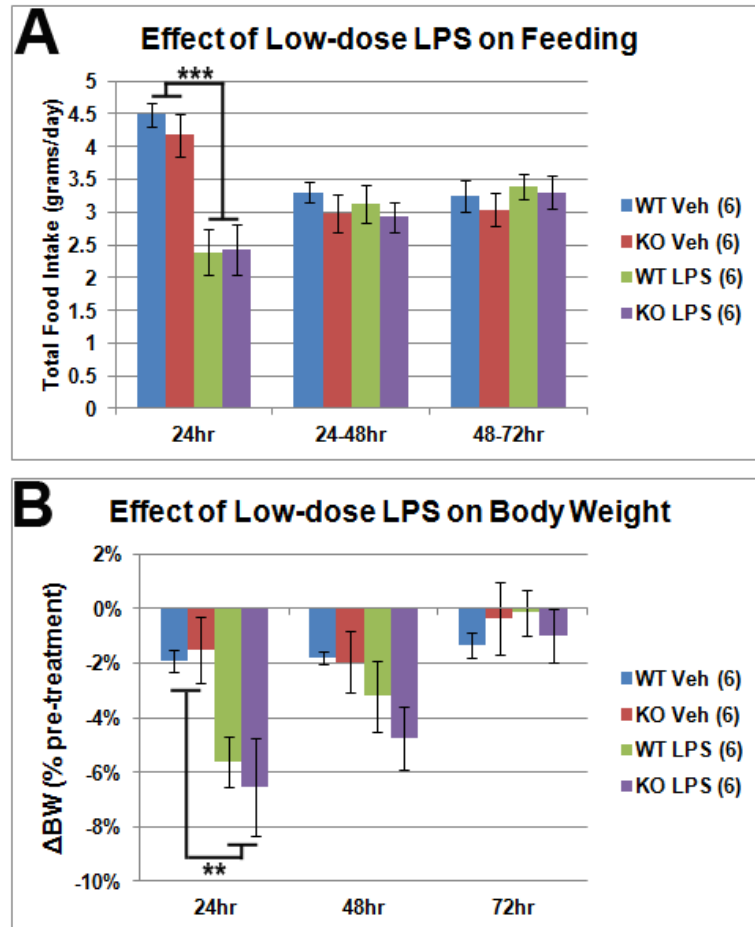 A
Effect of Low-dose LPS on Feeding
***
Total Food Intake (grams/day)
5
4.5
4
3.5
3
2.5
2
1.5
1
0.5
0
24hr
24-48hr
48-72hr
WT Veh (6)
KO Veh (6)
WT LPS (6)
KO LPS (6)
B
Effect of Low-dose LPS on Body Weight
ΔBW (% pre-treatment)
2%
0%
-2%
-4%
-6%
-8%
-10%
**
24hr
48hr
72hr
WT Veh (6)
KO Veh (6)
WT LPS (6)
KO LPS (6)